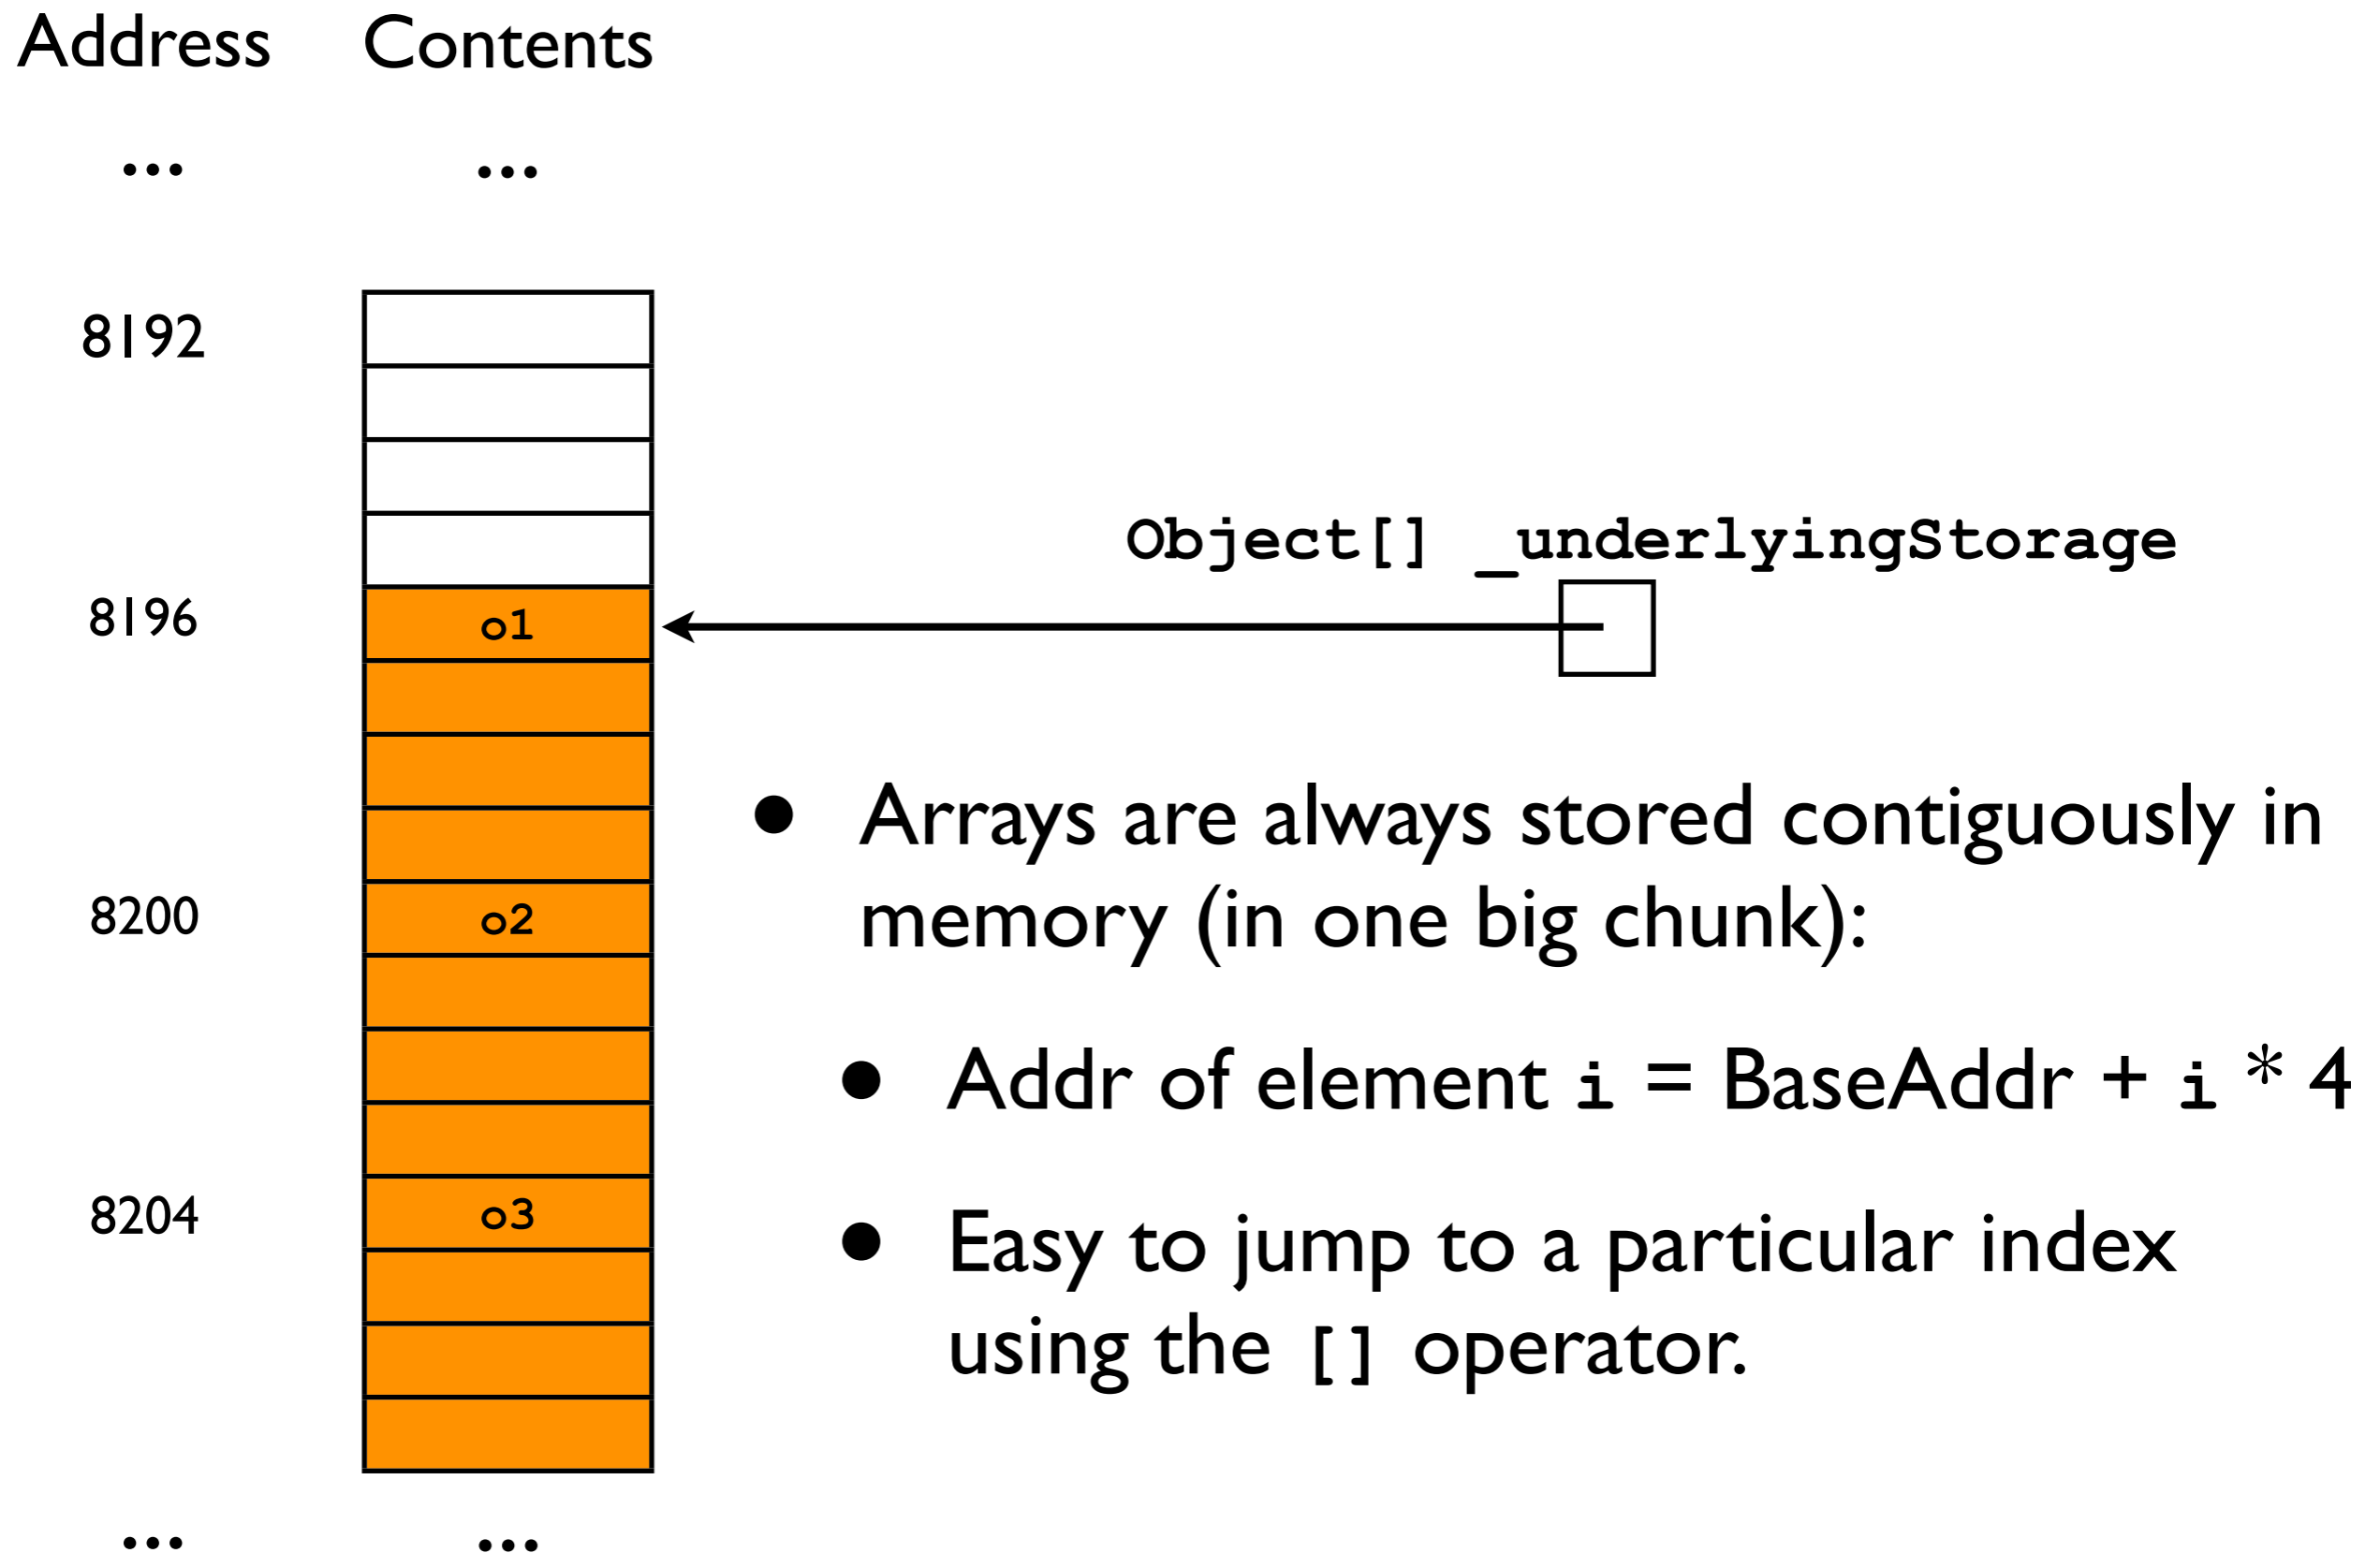 Address Contents
... ...
8192
Object[] _underlyingStorage
8196 o1
• Arrays are always stored contiguously in
memory (in one big chunk):
8200 o2
• Addr of element i = BaseAddr + i * 4
8204 o3
• Easy to jump to a particular index
using the [] operator.
... ...